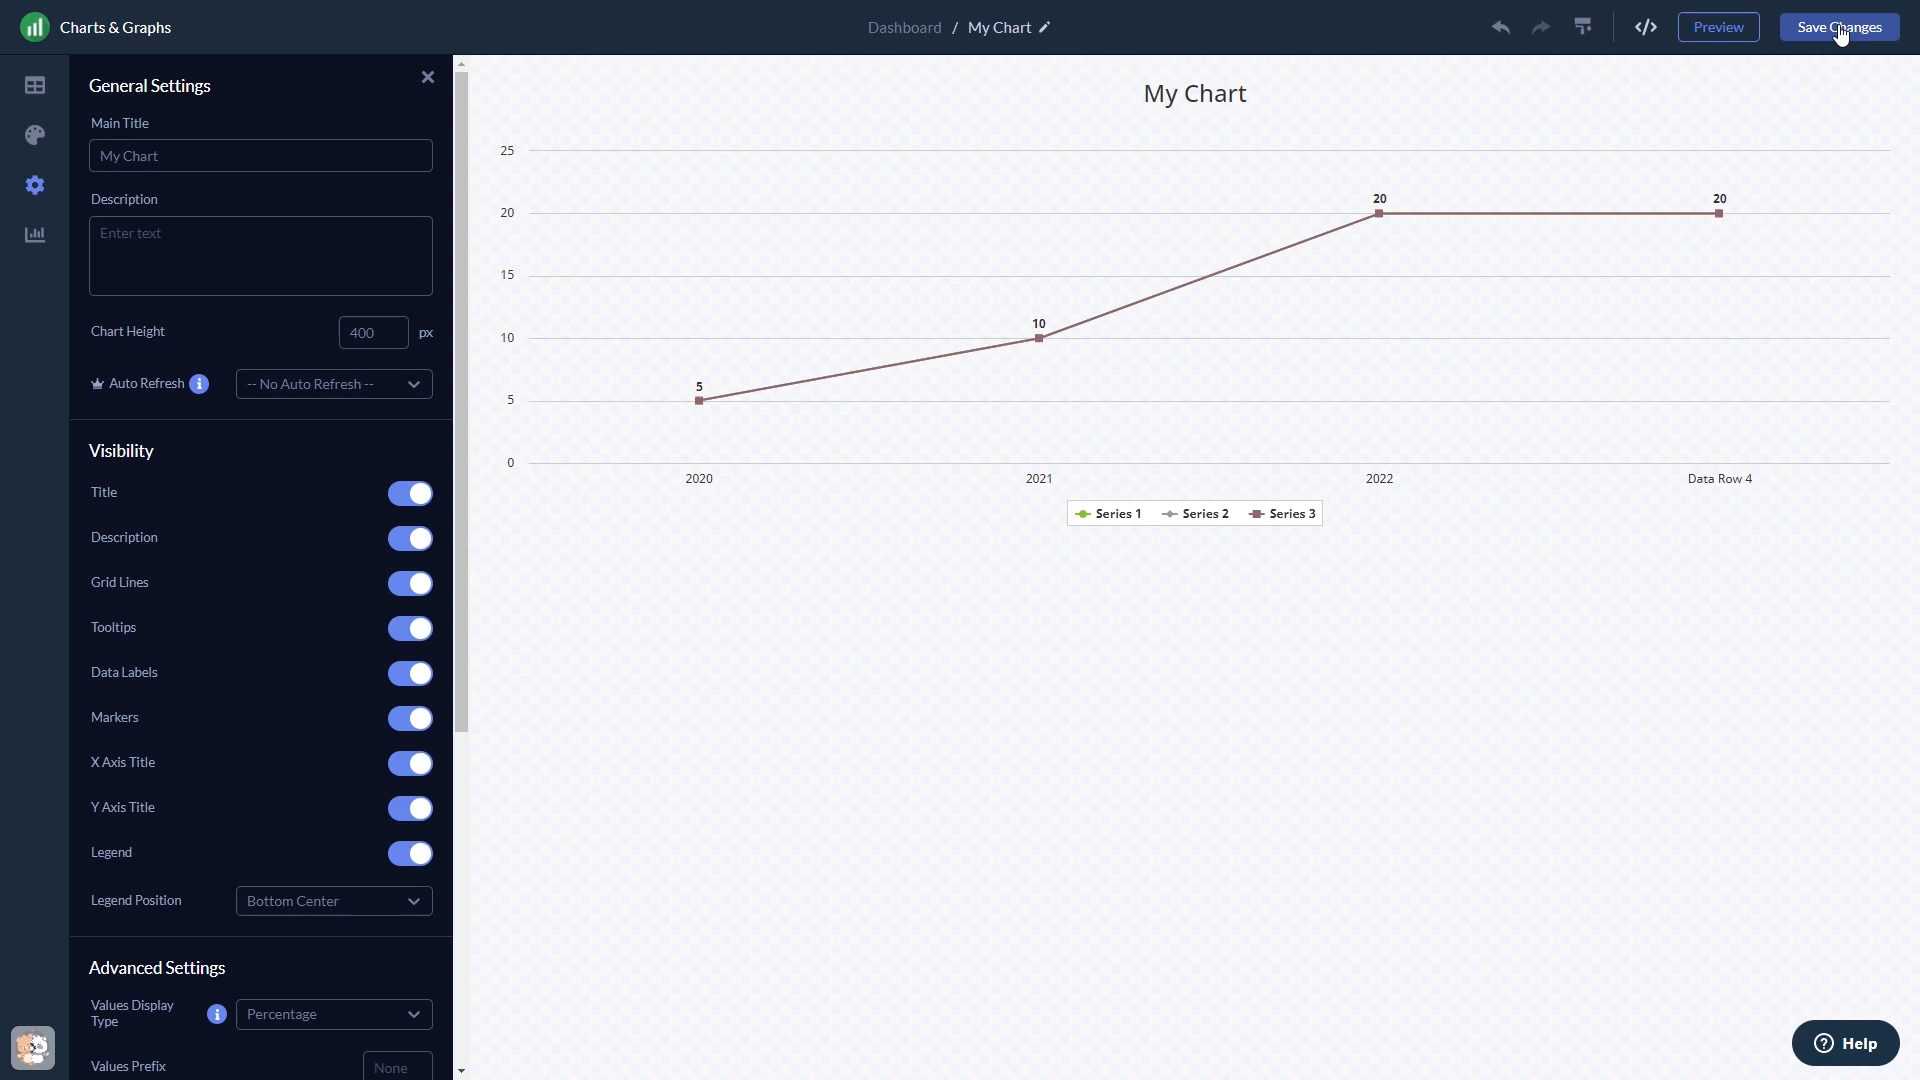 Charts & Graphs
Dashboard / My Chart
Preview
Save Changes
General Settings
Main Title
My Chart
Description
Enter text
Chart Height
400
px
Auto Refresh
-- No Auto Refresh --
Visibility
Title
Description
Grid Lines
Tooltips
Data Labels
Markers
X Axis Title
Y Axis Title
Legend
Legend Position
Bottom Center
Advanced Settings
Values Display
Type
Percentage
Values Prefix
None
My Chart
25
20
15
10
5
0
5
10
20
20
2020
2021
2022
Data Row 4
Series 1
Series 2
Series 3
Help